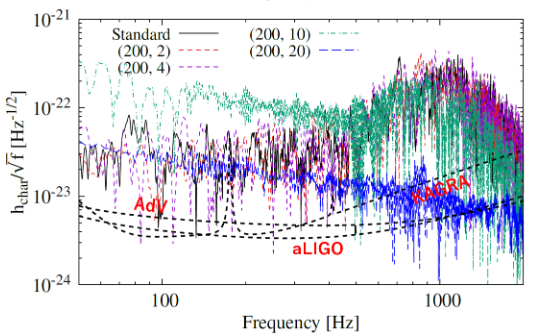 10^-21
Standard
(200, 2)
(200, 4)
(200, 10)
(200, 20)
10^-22
10^-23
10^-24
h_char/√f [Hz^-1/2]
AdV
KAGRA
aLIGO
100
1000
Frequency [Hz]